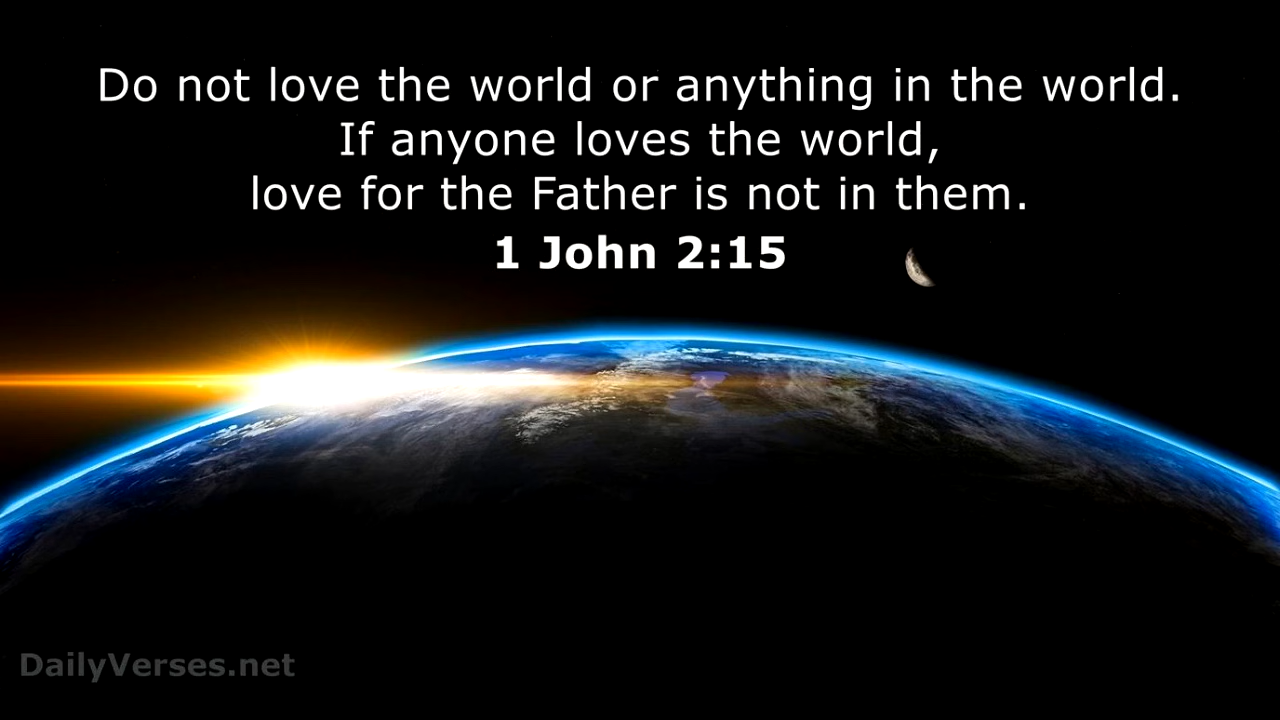 Do not love the world or anything in the world.
If anyone loves the world,
love for the Father is not in them.
1 John 2:15
DailyVerses.net